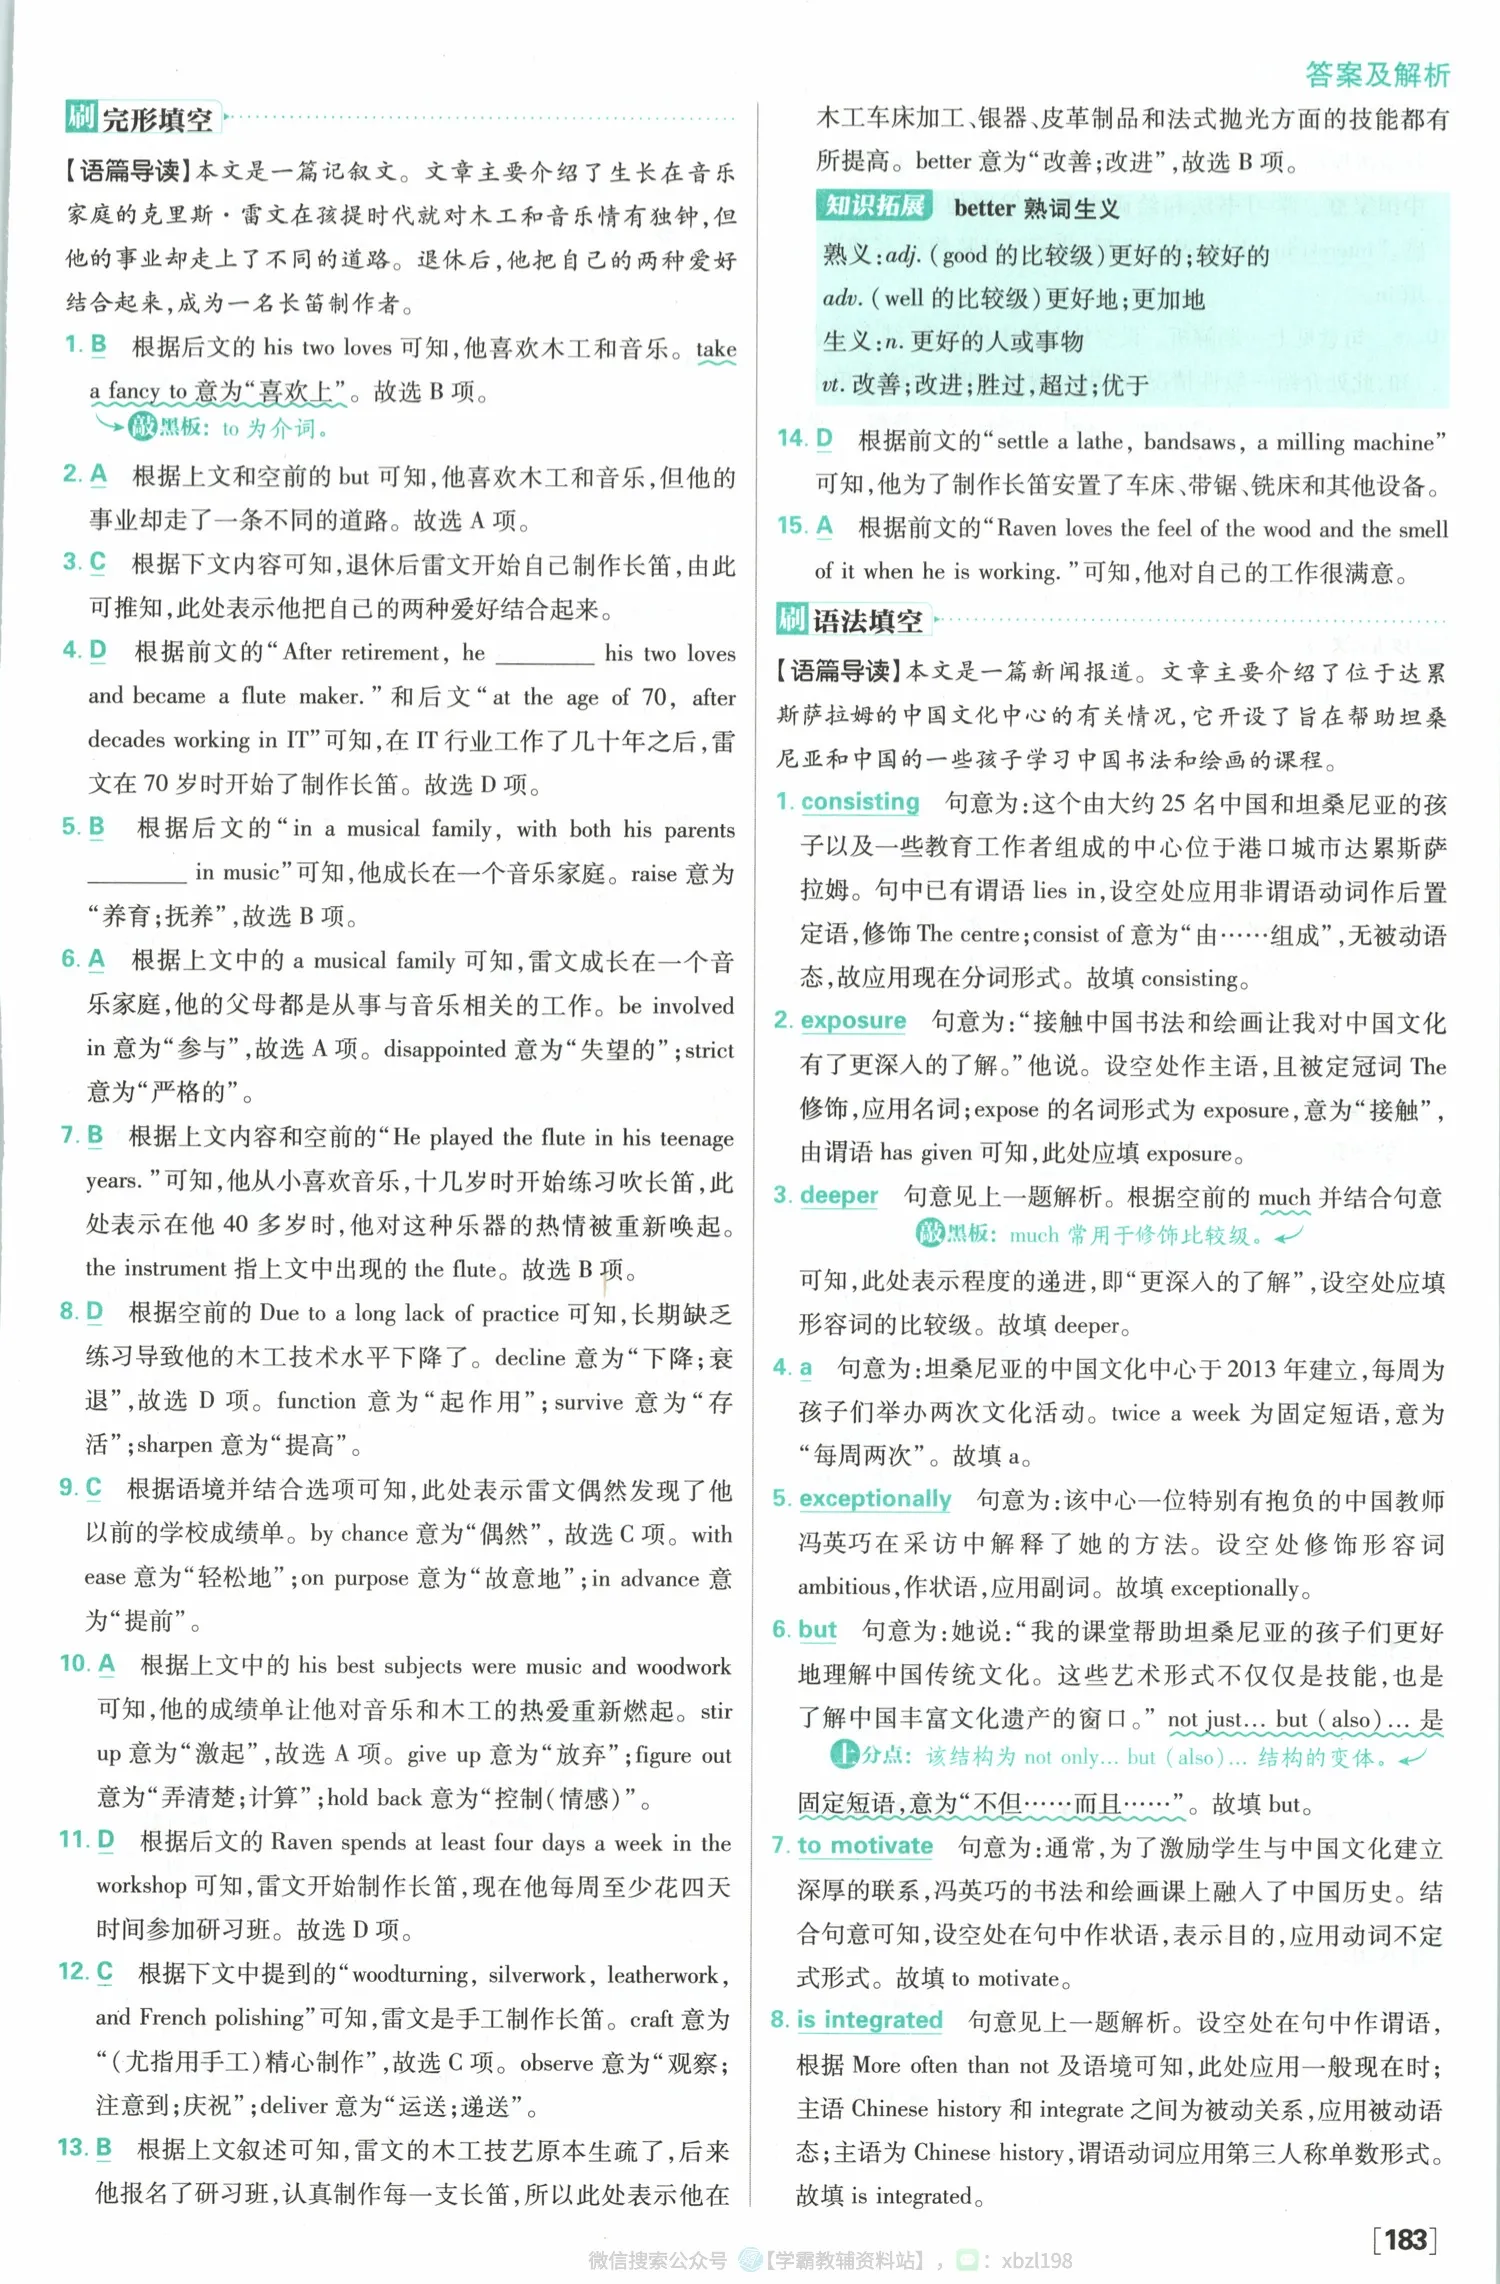 答案及解析
刷 完形填空
【语篇导读】本文是一篇记叙文。文章主要介绍了生长在音乐
家庭的克里斯·雷文在孩提时代就对木工和音乐情有独钟,但
他的事业却走上了不同的道路。退休后,他把自己的两种爱好
结合起来,成为一名长笛制作者。
1. B 根据后文的 his two loves 可知,他喜欢木工和音乐。take
a fancy to 意为“喜欢上”。故选 B 项。
敲黑板: to 为介词。
2. A 根据上文和空前的 but 可知,他喜欢木工和音乐,但他的
事业却走了一条不同的道路。故选 A 项。
3. C 根据下文内容可知,退休后雷文开始自己制作长笛,由此
可推知,此处表示他把自己的两种爱好结合起来。
4. D 根据前文的“After retirement, he ________ his two loves
and became a flute maker.”和后文“at the age of 70, after
decades working in IT”可知,在 IT 行业工作了几十年之后,雷
文在 70 岁时开始了制作长笛。故选 D 项。
5. B 根据后文的“in a musical family, with both his parents
________ in music”可知,他成长在一个音乐家庭。raise 意为
“养育;抚养”,故选 B 项。
6. A 根据上文中的 a musical family 可知,雷文成长在一个音
乐家庭,他的父母都是从事与音乐相关的工作。be involved
in 意为“参与”,故选 A 项。disappointed 意为“失望的”;strict
意为“严格的”。
7. B 根据上文内容和空前的“He played the flute in his teenage
years.”可知,他从小喜欢音乐,十几岁时开始练习吹长笛,此
处表示在他 40 多岁时,他对这种乐器的热情被重新唤起。
the instrument 指上文中出现的 the flute。故选 B 项。
8. D 根据空前的 Due to a long lack of practice 可知,长期缺乏
练习导致他的木工技术水平下降了。decline 意为“下降;衰
退”,故选 D 项。function 意为“起作用”;survive 意为“存
活”;sharpen 意为“提高”。
9. C 根据语境并结合选项可知,此处表示雷文偶然发现了他
以前的学校成绩单。by chance 意为“偶然”, 故选 C 项。with
ease 意为“轻松地”;on purpose 意为“故意地”;in advance 意
为“提前”。
10. A 根据上文中的 his best subjects were music and woodwork
可知,他的成绩单让他对音乐和木工的热爱重新燃起。stir
up 意为“激起”,故选 A 项。give up 意为“放弃”;figure out
意为“弄清楚;计算”;hold back 意为“控制(情感)”。
11. D 根据后文的 Raven spends at least four days a week in the
workshop 可知,雷文开始制作长笛,现在他每周至少花四天
时间参加研习班。故选 D 项。
12. C 根据下文中提到的“woodturning, silverwork, leatherwork,
and French polishing”可知,雷文是手工制作长笛。craft 意为
“(尤指用手工)精心制作”,故选 C 项。observe 意为“观察;
注意到;庆祝”;deliver 意为“运送;递送”。
13. B 根据上文叙述可知,雷文的木工技艺原本生疏了,后来
他报名了研习班,认真制作每一支长笛,所以此处表示他在
木工车床加工、银器、皮革制品和法式抛光方面的技能都有
所提高。better 意为“改善;改进”,故选 B 项。
知识拓展 better 熟词生义
熟义:adj. (good 的比较级)更好的;较好的
adv. (well 的比较级)更好地;更加地
生义:n. 更好的人或事物
vt. 改善;改进;胜过,超过;优于
14. D 根据前文的“settle a lathe, bandsaws, a milling machine”
可知,他为了制作长笛安置了车床、带锯、铣床和其他设备。
15. A 根据前文的“Raven loves the feel of the wood and the smell
of it when he is working.”可知,他对自己的工作很满意。
刷 语法填空
【语篇导读】本文是一篇新闻报道。文章主要介绍了位于达累
斯萨拉姆的中国文化中心的有关情况,它开设了旨在帮助坦桑
尼亚和中国的一些孩子学习中国书法和绘画的课程。
1. consisting 句意为:这个由大约 25 名中国和坦桑尼亚的孩
子以及一些教育工作者组成的中心位于港口城市达累斯萨
拉姆。句中已有谓语 lies in,设空处应用非谓语动词作后置
定语,修饰 The centre;consist of 意为“由……组成”,无被动语
态,故应用现在分词形式。故填 consisting。
2. exposure 句意为:“接触中国书法和绘画让我对中国文化
有了更深入的了解。”他说。设空处作主语,且被定冠词 The
修饰,应用名词;expose 的名词形式为 exposure,意为“接触”,
由谓语 has given 可知,此处应填 exposure。
3. deeper 句意见上一题解析。根据空前的 much 并结合句意
敲黑板: much 常用于修饰比较级。
可知,此处表示程度的递进,即“更深入的了解”,设空处应填
形容词的比较级。故填 deeper。
4. a 句意为:坦桑尼亚的中国文化中心于 2013 年建立,每周为
孩子们举办两次文化活动。twice a week 为固定短语,意为
“每周两次”。故填 a。
5. exceptionally 句意为:该中心一位特别有抱负的中国教师
冯英巧在采访中解释了她的方法。设空处修饰形容词
ambitious,作状语,应用副词。故填 exceptionally。
6. but 句意为:她说:“我的课堂帮助坦桑尼亚的孩子们更好
地理解中国传统文化。这些艺术形式不仅仅是技能,也是
了解中国丰富文化遗产的窗口。” not just… but (also)… 是
上分点: 该结构为 not only… but (also)… 结构的变体。
固定短语,意为“不但……而且……”。故填 but。
7. to motivate 句意为:通常,为了激励学生与中国文化建立
深厚的联系,冯英巧的书法和绘画课上融入了中国历史。结
合句意可知,设空处在句中作状语,表示目的,应用动词不定
式形式。故填 to motivate。
8. is integrated 句意见上一题解析。设空处在句中作谓语,
根据 More often than not 及语境可知,此处应用一般现在时;
主语 Chinese history 和 integrate 之间为被动关系,应用被动语
态;主语为 Chinese history,谓语动词应用第三人称单数形式。
故填 is integrated。
[183]
微信搜索公众号 【学霸教辅资料站】, : xbzl198